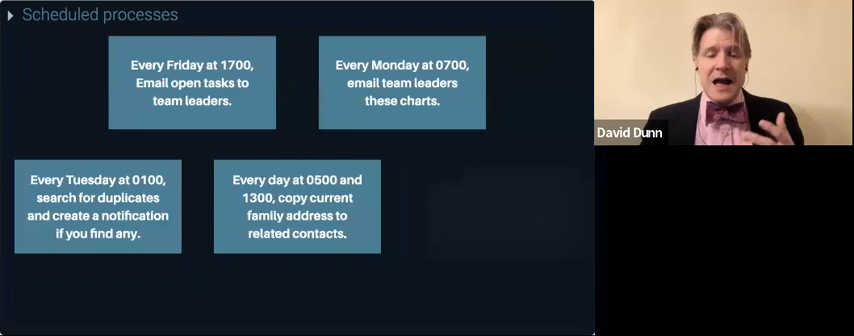 Scheduled processes
Every Friday at 1700,
Email open tasks to
team leaders.
Every Monday at 0700,
email team leaders
these charts.
Every Tuesday at 0100,
search for duplicates
and create a notification
if you find any.
Every day at 0500 and
1300, copy current
family address to
related contacts.
David Dunn